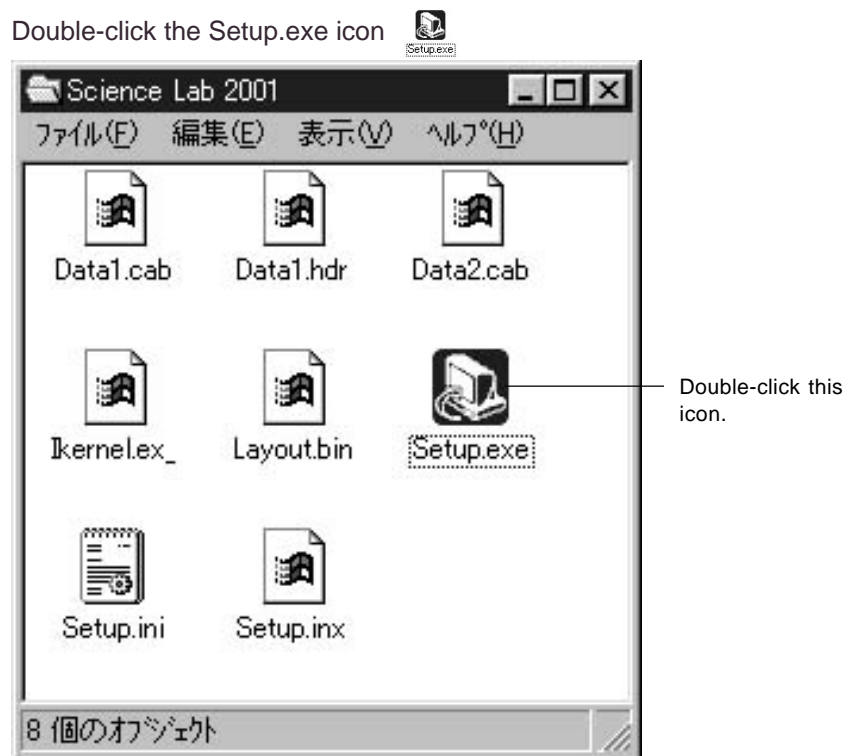 Double-click the Setup.exe icon
Setup.exe
Science Lab 2001
ファイル(F) 編集(E) 表示(V) ﾍﾙﾌﾟ(H)
Data1.cab Data1.hdr Data2.cab
Ikernel.ex_ Layout.bin Setup.exe
Double-click this
icon.
Setup.ini Setup.inx
8 個のｵﾌﾞｼﾞｪｸﾄ